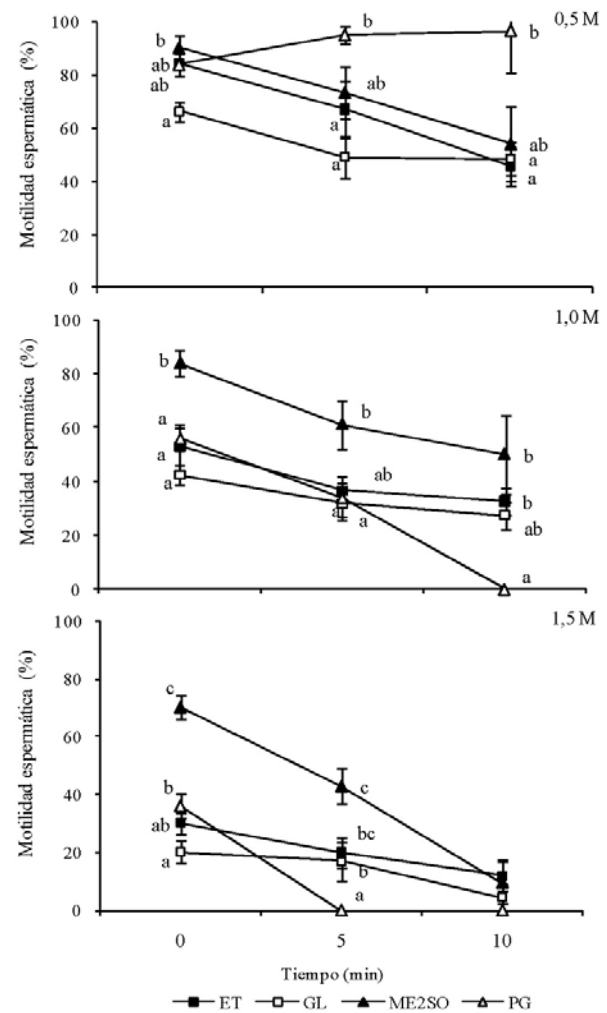 0,5 M
Motilidad espermática (%)
100
80
60
40
20
0
b
ab
ab
a
b
ab
a
a
b
ab
a
a
1,0 M
Motilidad espermática (%)
100
80
60
40
20
0
b
a
a
a
b
ab
a
a
b
b
ab
a
1,5 M
Motilidad espermática (%)
100
80
60
40
20
0
c
b
ab
a
c
bc
b
a
0 5 10
Tiempo (min)
ET GL ME2SO PG